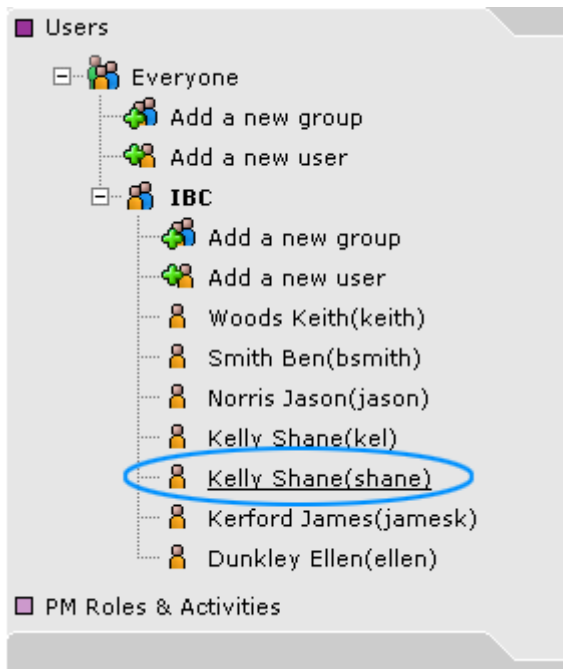 Users
Everyone
Add a new group
Add a new user
IBC
Add a new group
Add a new user
Woods Keith(keith)
Smith Ben(bsmith)
Norris Jason(jason)
Kelly Shane(kel)
Kelly Shane(shane)
Kerford James(jamesk)
Dunkley Ellen(ellen)
PM Roles & Activities